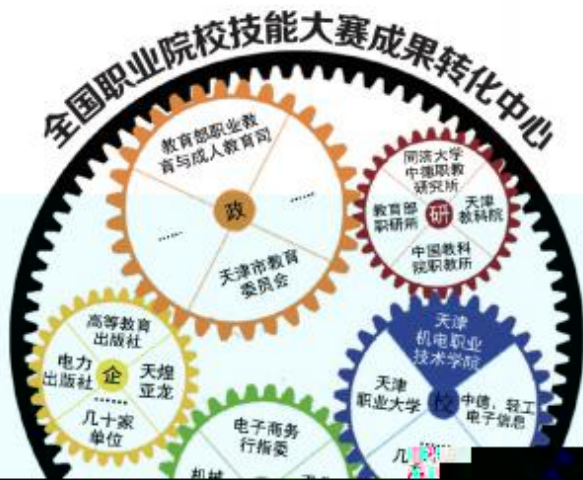 全国职业院校技能大赛成果转化中心
教育部职业教
育与成人教育司
……
政
……
天津市教育
委员会
同济大学
中德职教
研究所
教育部
职研所
研
天津
教科院
中国教科
院职教所
高等教育
出版社
电力
出版社
企
天煌
亚龙
……
几十家
单位
天津
机电职业
技术学院
天津
职业大学
校
中德，轻工
电子信息
……
几
电子商务
行指委
机械